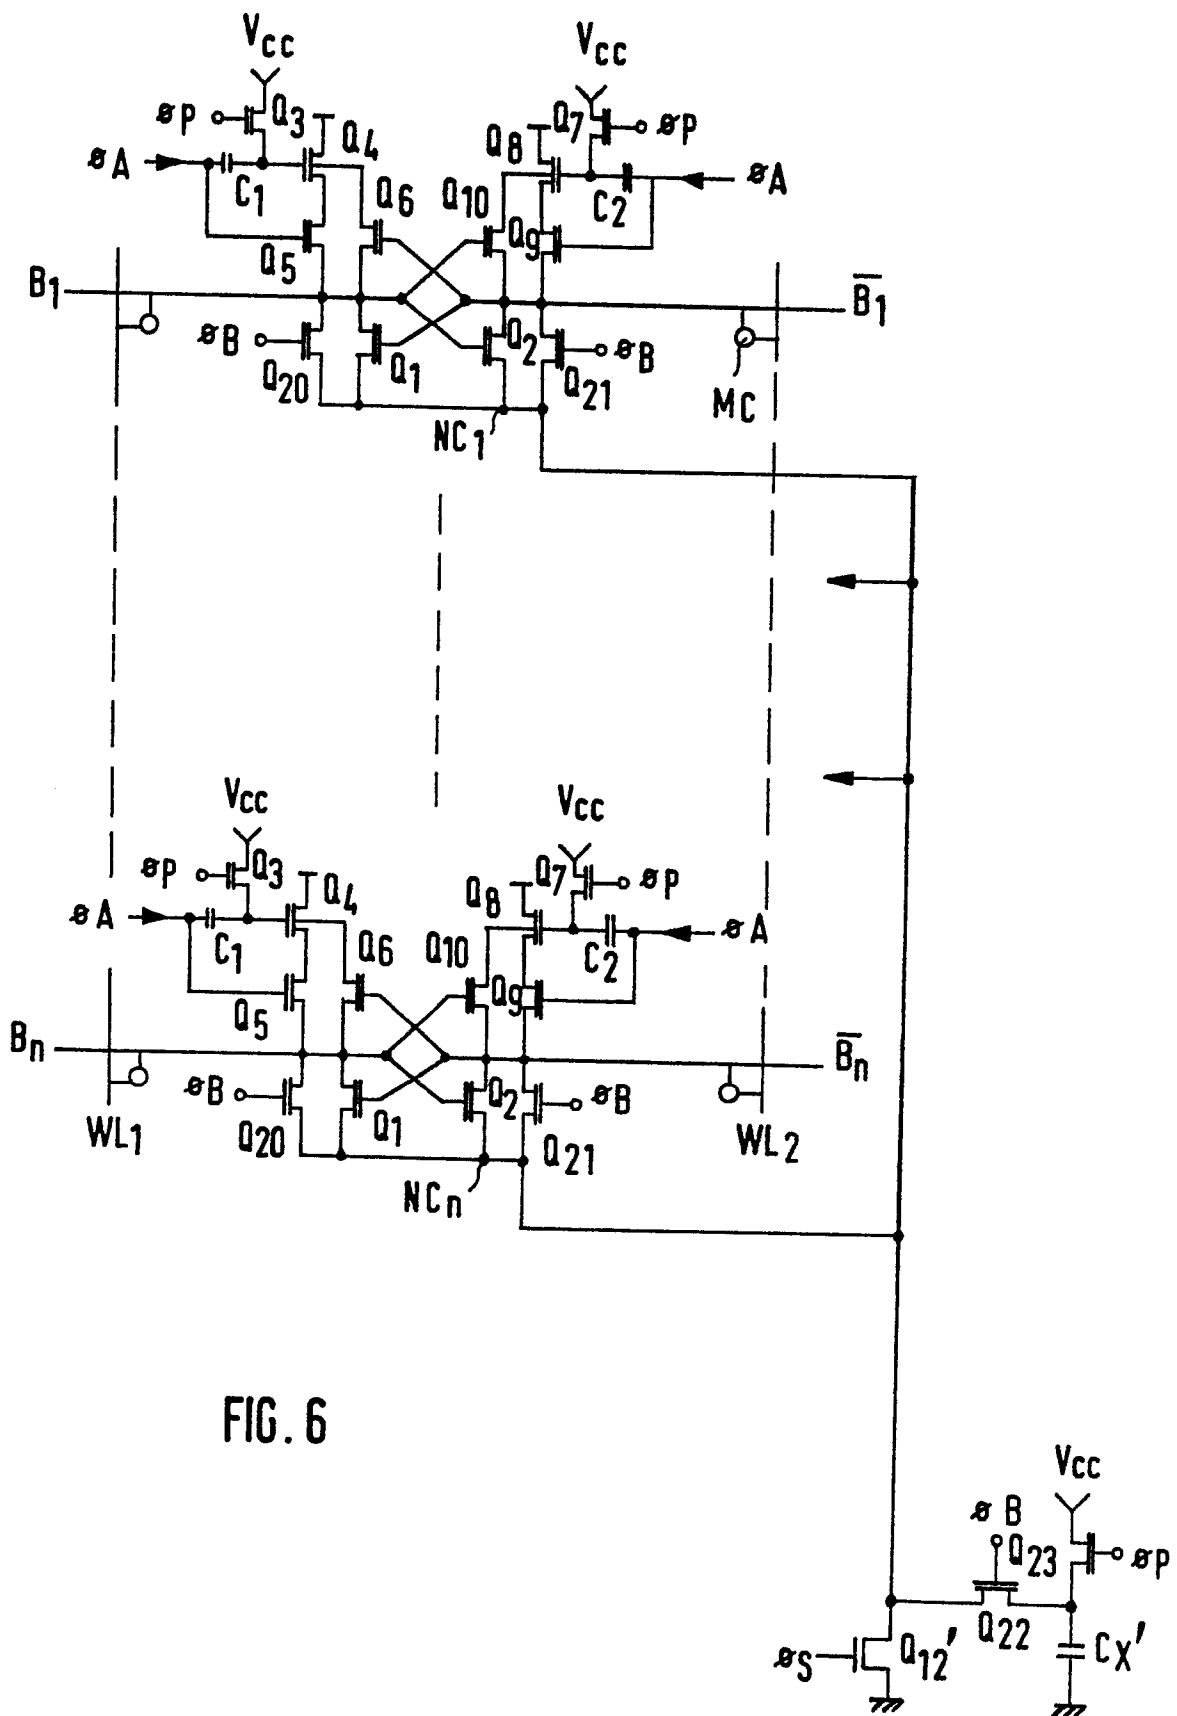 Vcc Vcc
øP Q3 Q4 Q8 Q7 øP
øA C1 Q6 Q10 C2 øA
Q5 Q9
B1 B̅1̅
øB Q20 Q1 Q2 Q21 øB MC
NC1
Vcc Vcc
øP Q3 Q4 Q8 Q7 øP
øA C1 Q6 Q10 C2 øA
Q5 Q9
Bn B̅n̅
øB Q20 Q1 Q2 Q21 øB
WL1 WL2
NCn
FIG. 6
Vcc
øB Q23 øP
Q22
øS Q12' CX'